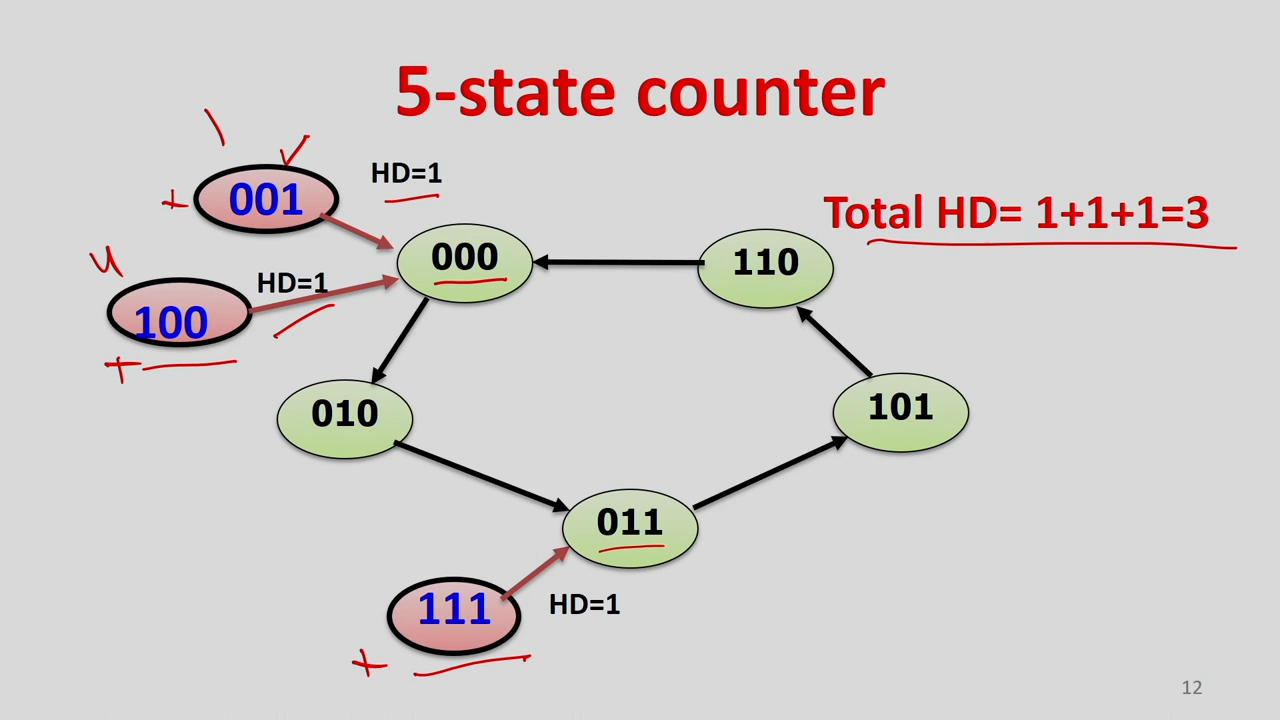 5-state counter
HD=1
001
Total HD= 1+1+1=3
000
110
HD=1
100
010
101
011
111
HD=1
12